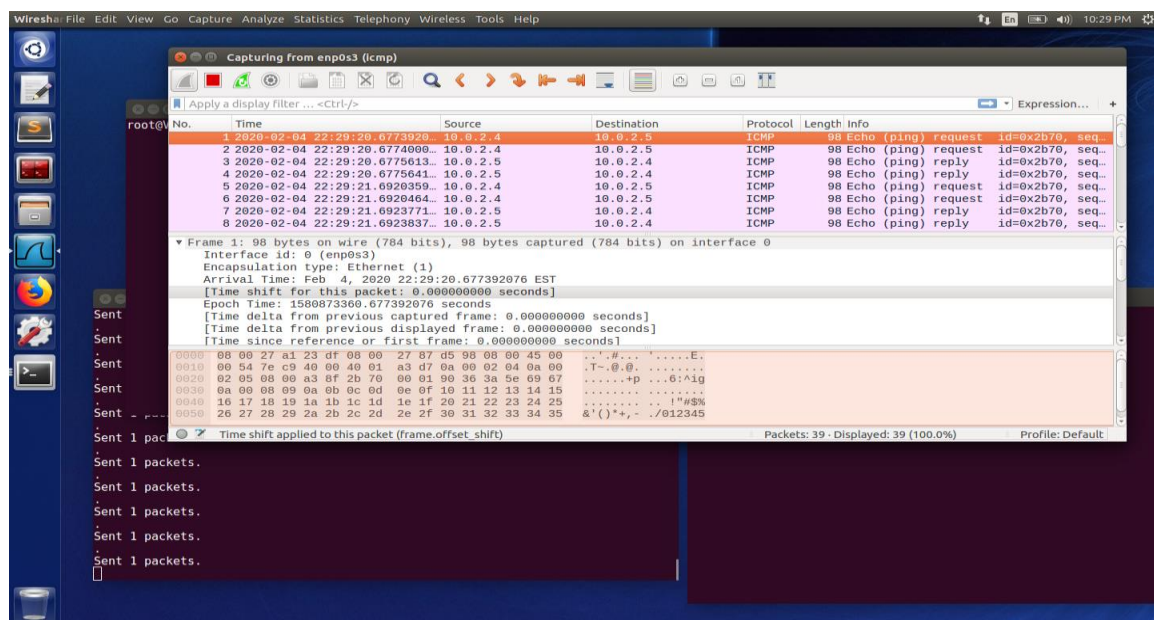 Wiresha File Edit View Go Capture Analyze Statistics Telephony Wireless Tools Help En 10:29 PM
Capturing from enp0s3 (icmp)
Apply a display filter ... <Ctrl-/> Expression... +
root@V
No. Time Source Destination Protocol Length Info
1 2020-02-04 22:29:20.6773920… 10.0.2.4 10.0.2.5 ICMP 98 Echo (ping) request id=0x2b70, seq…
2 2020-02-04 22:29:20.6774000… 10.0.2.4 10.0.2.5 ICMP 98 Echo (ping) request id=0x2b70, seq…
3 2020-02-04 22:29:20.6775613… 10.0.2.5 10.0.2.4 ICMP 98 Echo (ping) reply id=0x2b70, seq…
4 2020-02-04 22:29:20.6775641… 10.0.2.5 10.0.2.4 ICMP 98 Echo (ping) reply id=0x2b70, seq…
5 2020-02-04 22:29:21.6920359… 10.0.2.4 10.0.2.5 ICMP 98 Echo (ping) request id=0x2b70, seq…
6 2020-02-04 22:29:21.6920464… 10.0.2.4 10.0.2.5 ICMP 98 Echo (ping) request id=0x2b70, seq…
7 2020-02-04 22:29:21.6923771… 10.0.2.5 10.0.2.4 ICMP 98 Echo (ping) reply id=0x2b70, seq…
8 2020-02-04 22:29:21.6923837… 10.0.2.5 10.0.2.4 ICMP 98 Echo (ping) reply id=0x2b70, seq…
Frame 1: 98 bytes on wire (784 bits), 98 bytes captured (784 bits) on interface 0
Interface id: 0 (enp0s3)
Encapsulation type: Ethernet (1)
Arrival Time: Feb 4, 2020 22:29:20.677392076 EST
[Time shift for this packet: 0.000000000 seconds]
Epoch Time: 1580873360.677392076 seconds
[Time delta from previous captured frame: 0.000000000 seconds]
[Time delta from previous displayed frame: 0.000000000 seconds]
[Time since reference or first frame: 0.000000000 seconds]
0000 08 00 27 a1 23 df 08 00 27 87 d5 98 08 00 45 00 ..'.#... '.....E.
0010 00 54 7e c9 40 00 40 01 a3 d7 0a 00 02 04 0a 00 .T~.@.@. ........
0020 02 05 08 00 a3 8f 2b 70 00 01 90 36 3a 5e 69 67 ......+p ...6:^ig
0030 0a 00 08 09 0a 0b 0c 0d 0e 0f 10 11 12 13 14 15 ........ ........
0040 16 17 18 19 1a 1b 1c 1d 1e 1f 20 21 22 23 24 25 ........ .. !"#$%
0050 26 27 28 29 2a 2b 2c 2d 2e 2f 30 31 32 33 34 35 &'()*+,- ./012345
Time shift applied to this packet (frame.offset_shift) Packets: 39 · Displayed: 39 (100.0%) Profile: Default
Sent
.
Sent
.
Sent
.
Sent
.
Sent
.
Sent 1 pac
.
Sent 1 packets.
.
Sent 1 packets.
.
Sent 1 packets.
.
Sent 1 packets.
.
Sent 1 packets.